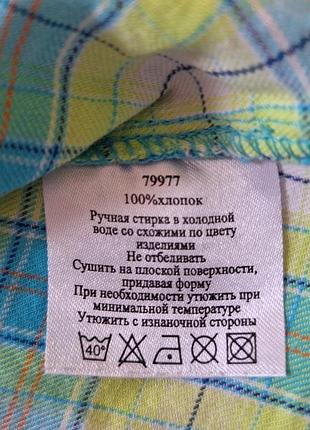 79977
100%хлопок
Ручная стирка в холодной
воде со схожими по цвету
изделиями
Не отбеливать
Сушить на плоской поверхности,
придавая форму
При необходимости утюжить при
минимальной температуре
Утюжить с изнаночной стороны
40°